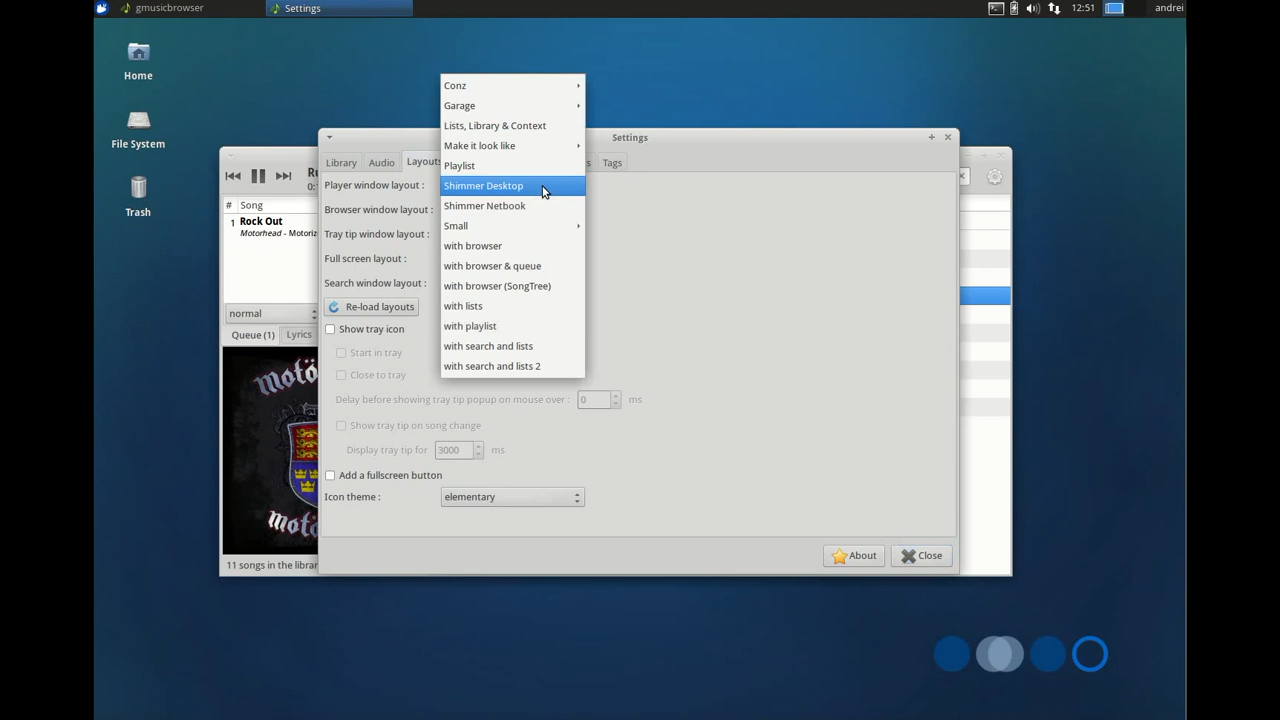 gmusicbrowser
Settings
12:51
andrei
Home
File System
Trash
Settings
Library
Audio
Layouts
s
Tags
Player window layout :
Browser window layout :
Tray tip window layout :
Full screen layout :
Search window layout :
Re-load layouts
Show tray icon
Start in tray
Close to tray
Delay before showing tray tip popup on mouse over :
0
ms
Show tray tip on song change
Display tray tip for
3000
ms
Add a fullscreen button
Icon theme :
elementary
About
Close
Conz
Garage
Lists, Library & Context
Make it look like
Playlist
Shimmer Desktop
Shimmer Netbook
Small
with browser
with browser & queue
with browser (SongTree)
with lists
with playlist
with search and lists
with search and lists 2
# Song
1 Rock Out
Motorhead - Motoriz
normal
Queue (1)
Lyrics
11 songs in the librar